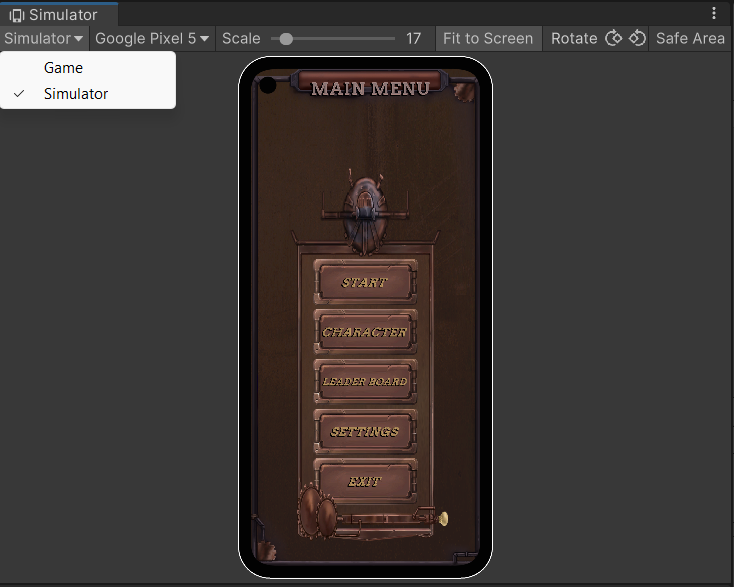 Simulator
Simulator Google Pixel 5 Scale 17 Fit to Screen Rotate Safe Area
Game
Simulator
MAIN MENU
START
CHARACTER
LEADER BOARD
SETTINGS
EXIT